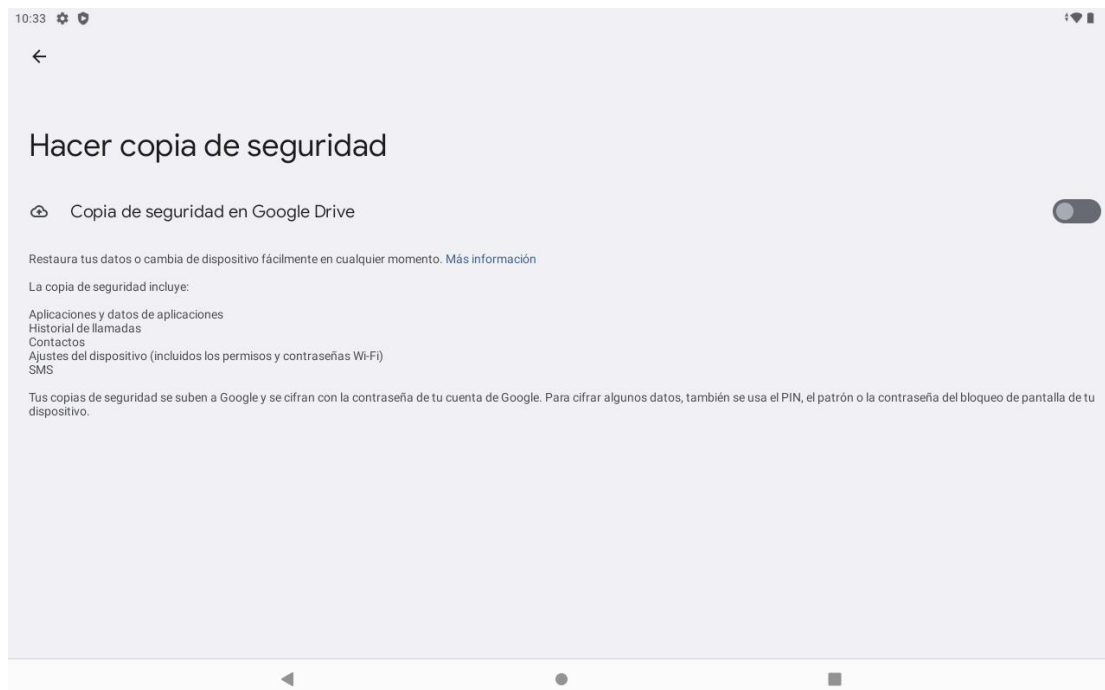 10:33
Hacer copia de seguridad
Copia de seguridad en Google Drive
Restaura tus datos o cambia de dispositivo fácilmente en cualquier momento. Más información
La copia de seguridad incluye:
Aplicaciones y datos de aplicaciones
Historial de llamadas
Contactos
Ajustes del dispositivo (incluidos los permisos y contraseñas Wi-Fi)
SMS
Tus copias de seguridad se suben a Google y se cifran con la contraseña de tu cuenta de Google. Para cifrar algunos datos, también se usa el PIN, el patrón o la contraseña del bloqueo de pantalla de tu
dispositivo.